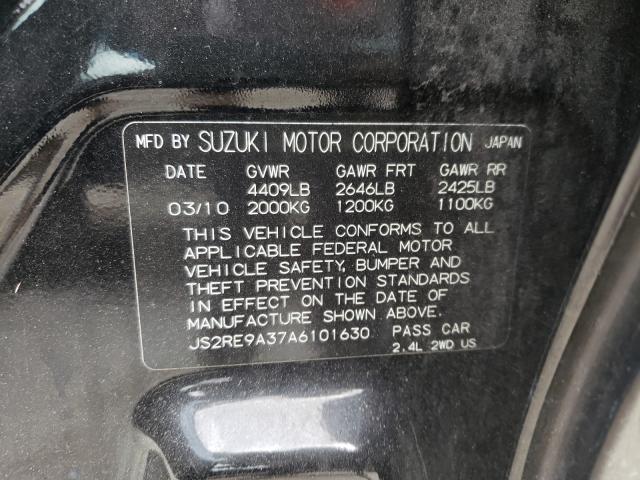 MFD BY SUZUKI MOTOR CORPORATION JAPAN
DATE GVWR GAWR FRT GAWR RR
4409LB 2646LB 2425LB
03/10 2000KG 1200KG 1100KG
THIS VEHICLE CONFORMS TO ALL
APPLICABLE FEDERAL MOTOR
VEHICLE SAFETY, BUMPER AND
THEFT PREVENTION STANDARDS
IN EFFECT ON THE DATE OF
MANUFACTURE SHOWN ABOVE.
JS2RE9A37A6101630 PASS CAR
2.4L 2WD US